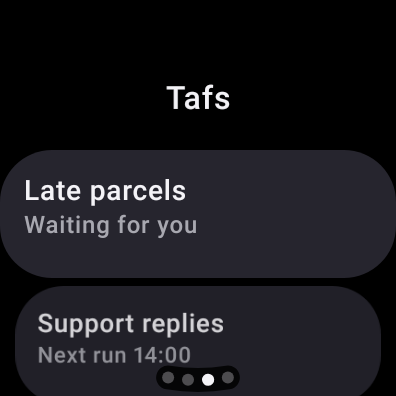 Tafs
Late parcels
Waiting for you
Support replies
Next run 14:00